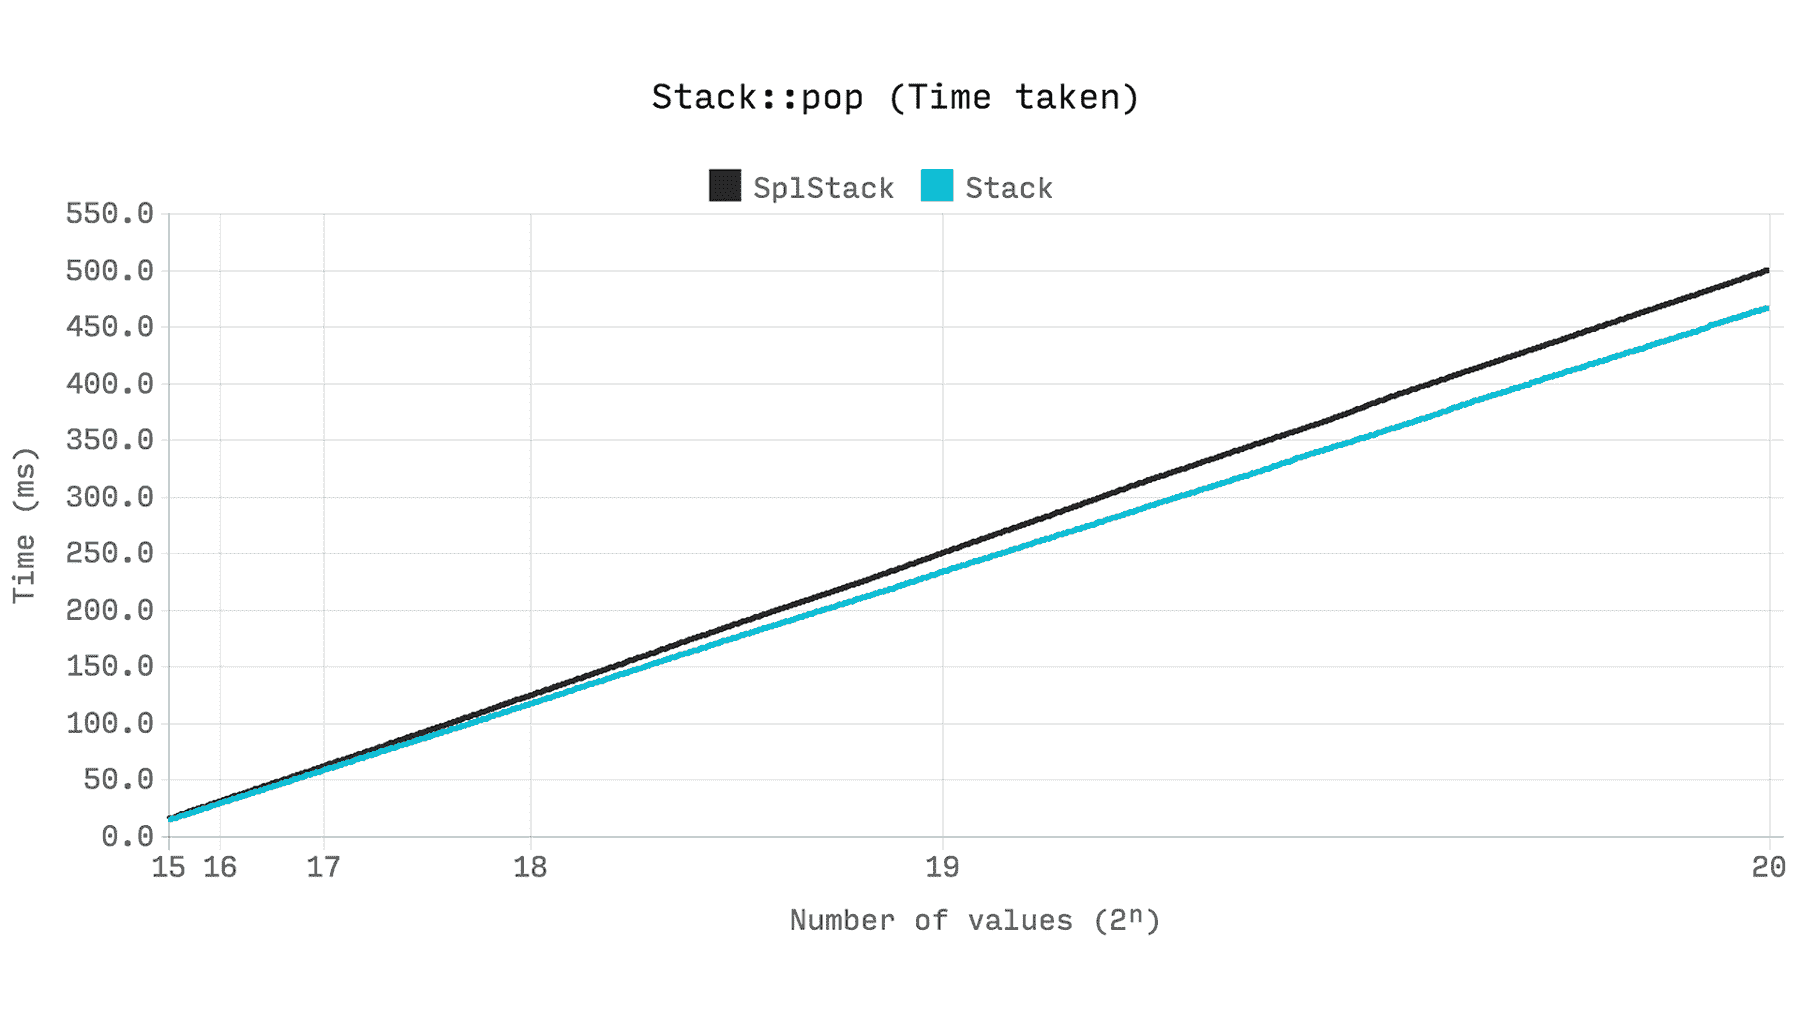 Stack::pop (Time taken)
SplStack Stack
550.0
500.0
450.0
400.0
350.0
300.0
250.0
200.0
150.0
100.0
50.0
0.0
Time (ms)
15 16 17 18 19 20
Number of values (2ⁿ)